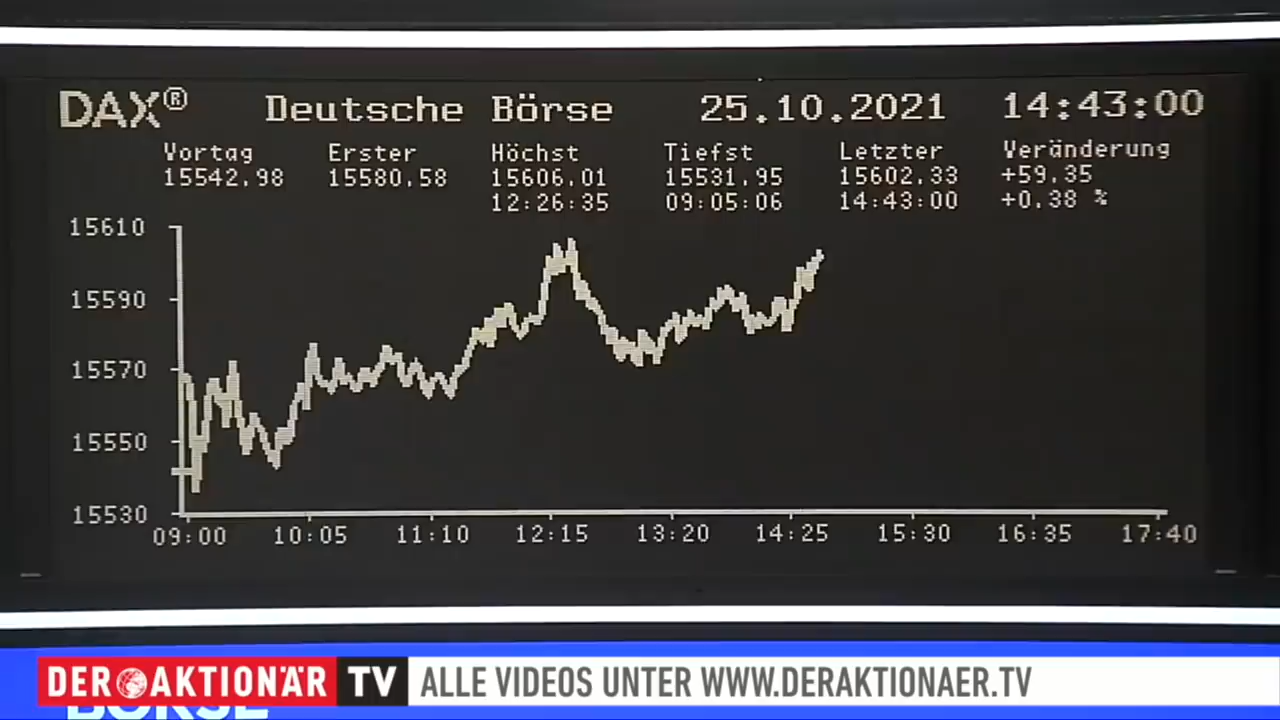 DAX® Deutsche Börse 25.10.2021 14:43:00
Vortag Erster Höchst Tiefst Letzter Veränderung
15542.98 15580.58 15606.01 15531.95 15602.33 +59.35
12:26:35 09:05:06 14:43:00 +0.38 %
15610
15590
15570
15550
15530
09:00 10:05 11:10 12:15 13:20 14:25 15:30 16:35 17:40
DER AKTIONÄR TV ALLE VIDEOS UNTER WWW.DERAKTIONAER.TV
BÖRSE